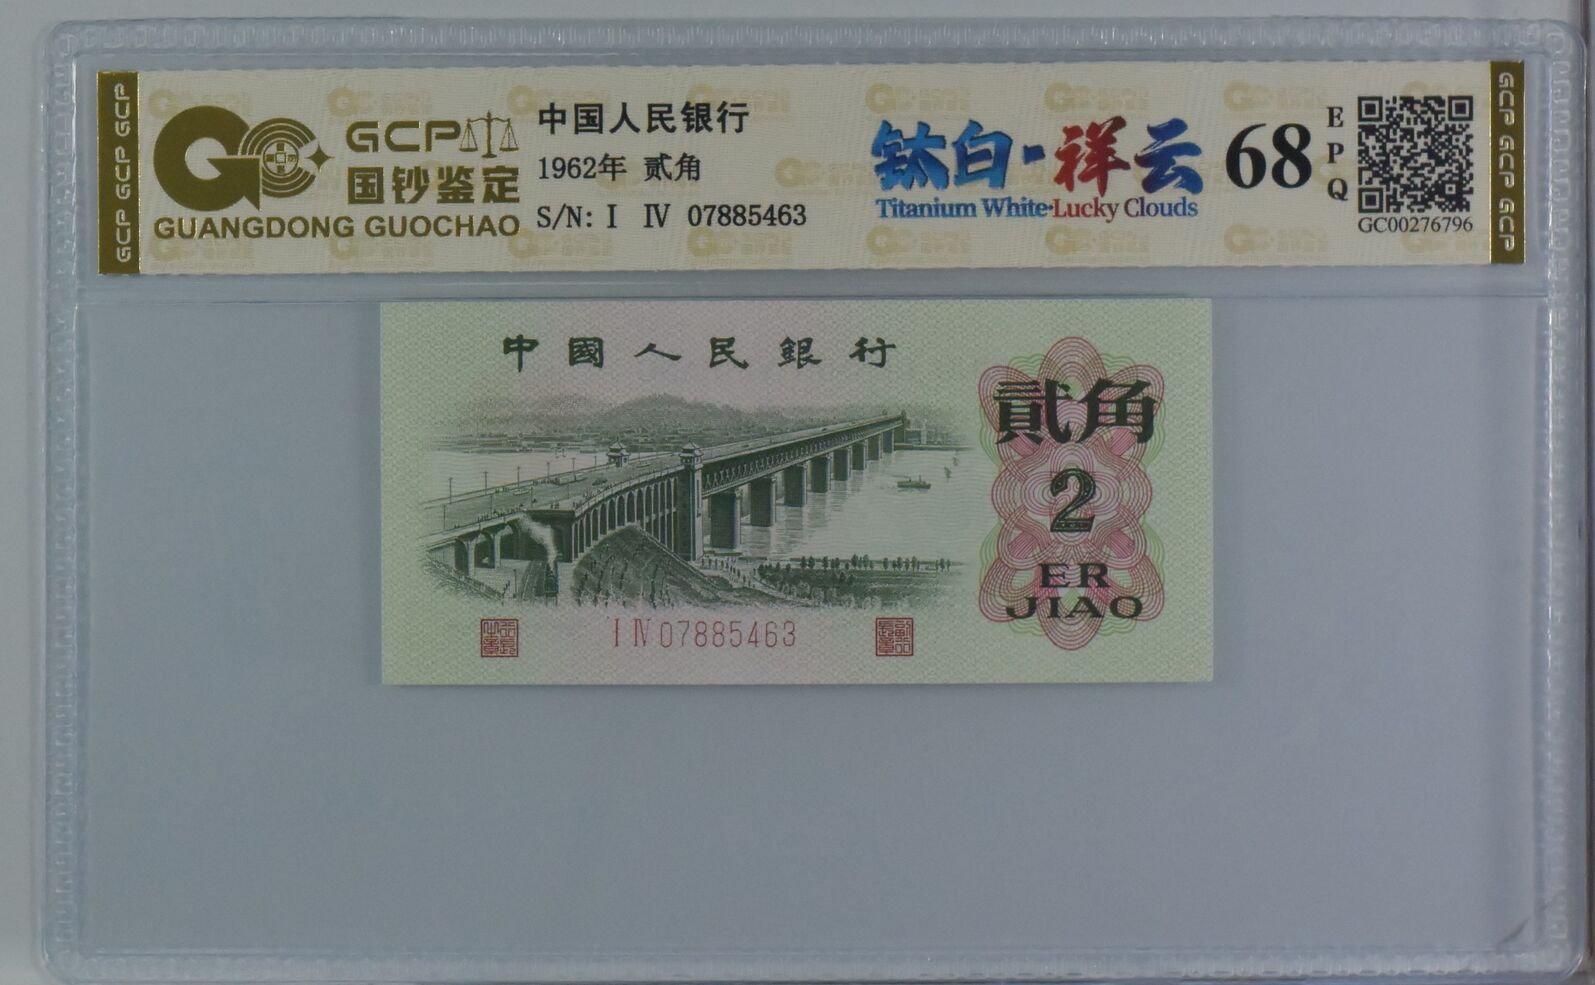 GCP GCP GCP
GCP
国钞鉴定
GUANGDONG GUOCHAO
中国人民银行
1962年 贰角
S/N: I IV 07885463
钛白·祥云
Titanium White·Lucky Clouds
68
EPQ
GC00276796
GCP GCP GCP
中國人民銀行
貳角
2
ER
JIAO
I IV 07885463